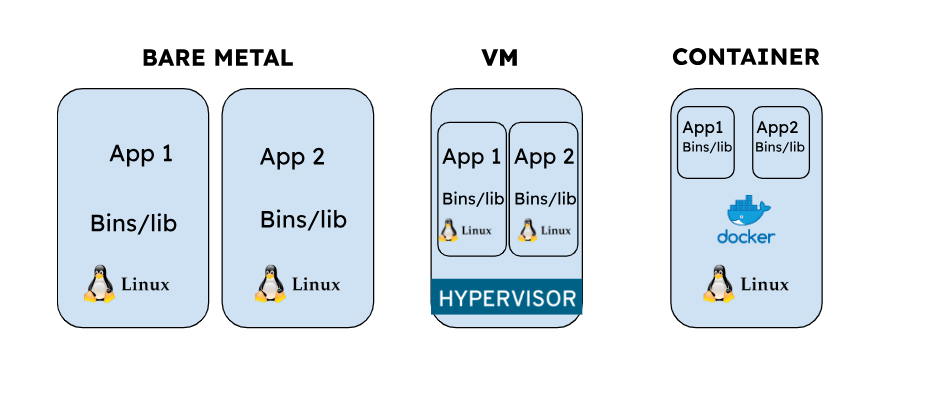 BARE METAL
App 1
Bins/lib
Linux
App 2
Bins/lib
Linux
VM
App 1
Bins/lib
Linux
App 2
Bins/lib
Linux
HYPERVISOR
CONTAINER
App1
Bins/lib
App2
Bins/lib
docker
Linux